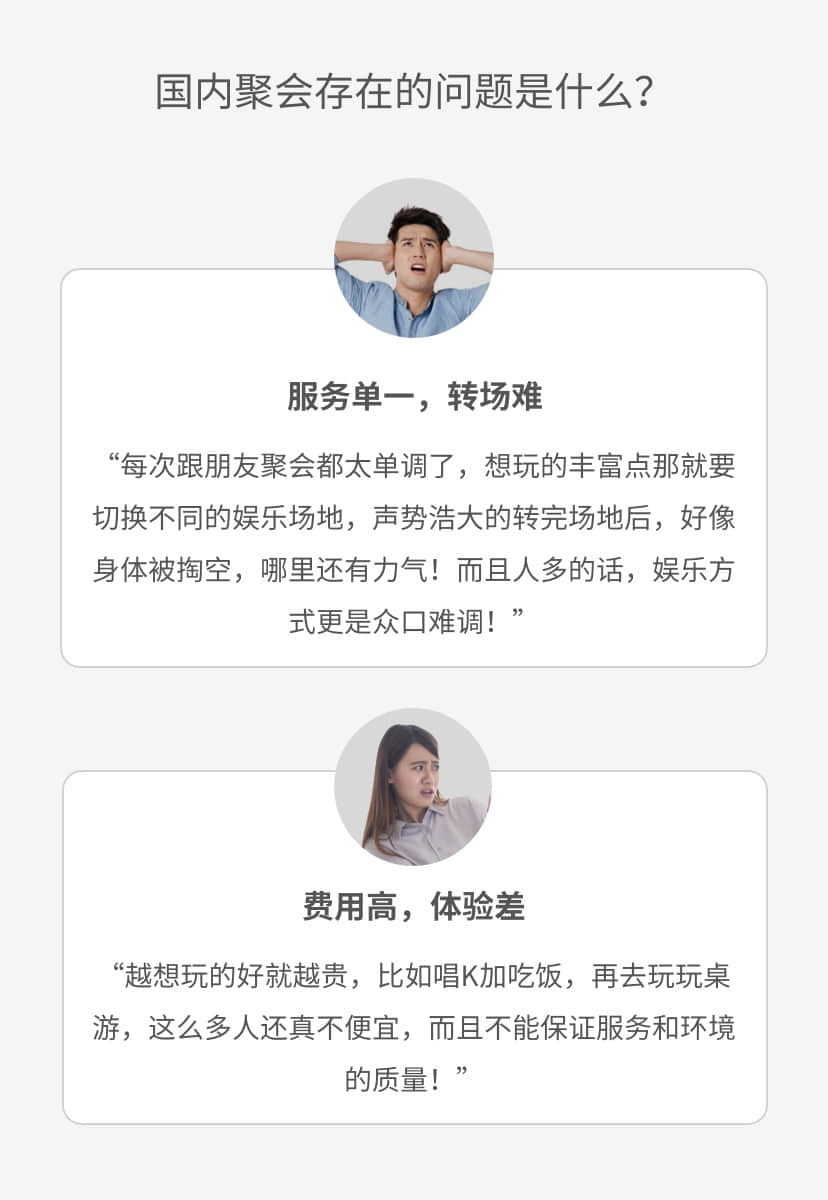 国内聚会存在的问题是什么？
服务单一，转场难
“每次跟朋友聚会都太单调了，想玩的丰富点那就要
切换不同的娱乐场地，声势浩大的转完场地后，好像
身体被掏空，哪里还有力气！而且人多的话，娱乐方
式更是众口难调！”
费用高，体验差
“越想玩的好就越贵，比如唱K加吃饭，再去玩玩桌
游，这么多人还真不便宜，而且不能保证服务和环境
的质量！”